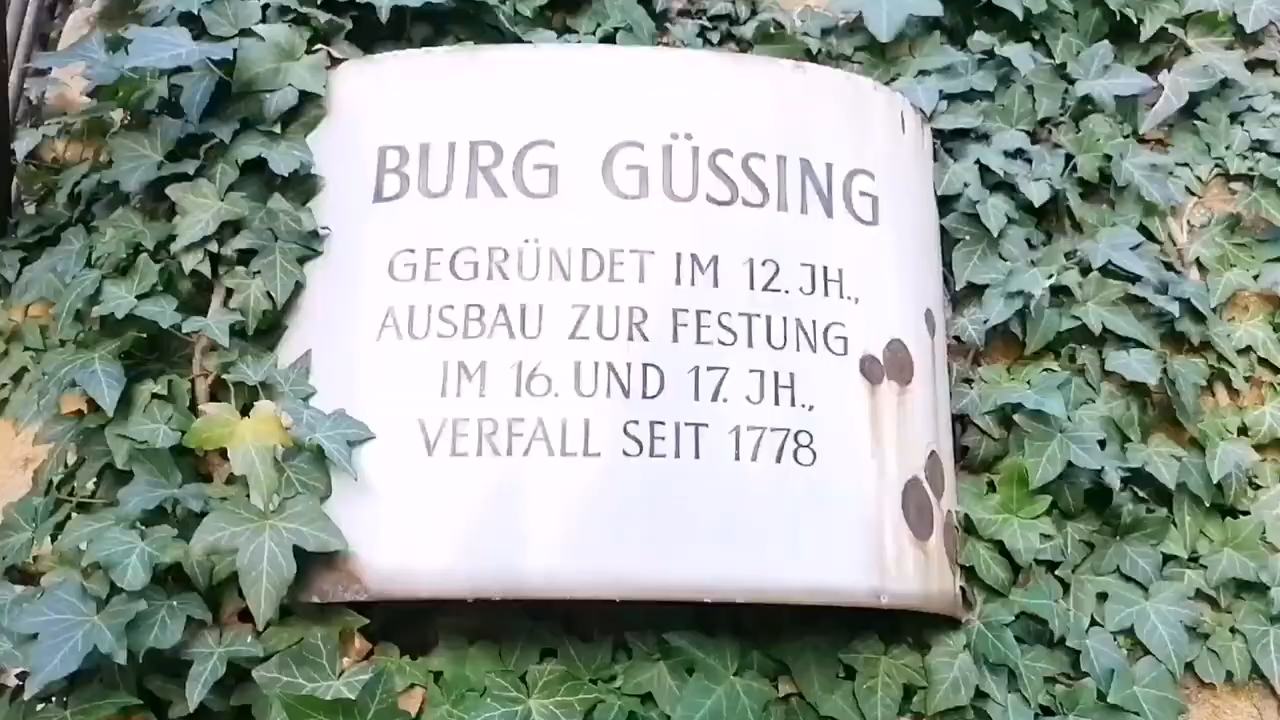 BURG GÜSSING
GEGRÜNDET IM 12. JH.,
AUSBAU ZUR FESTUNG
IM 16. UND 17. JH.,
VERFALL SEIT 1778